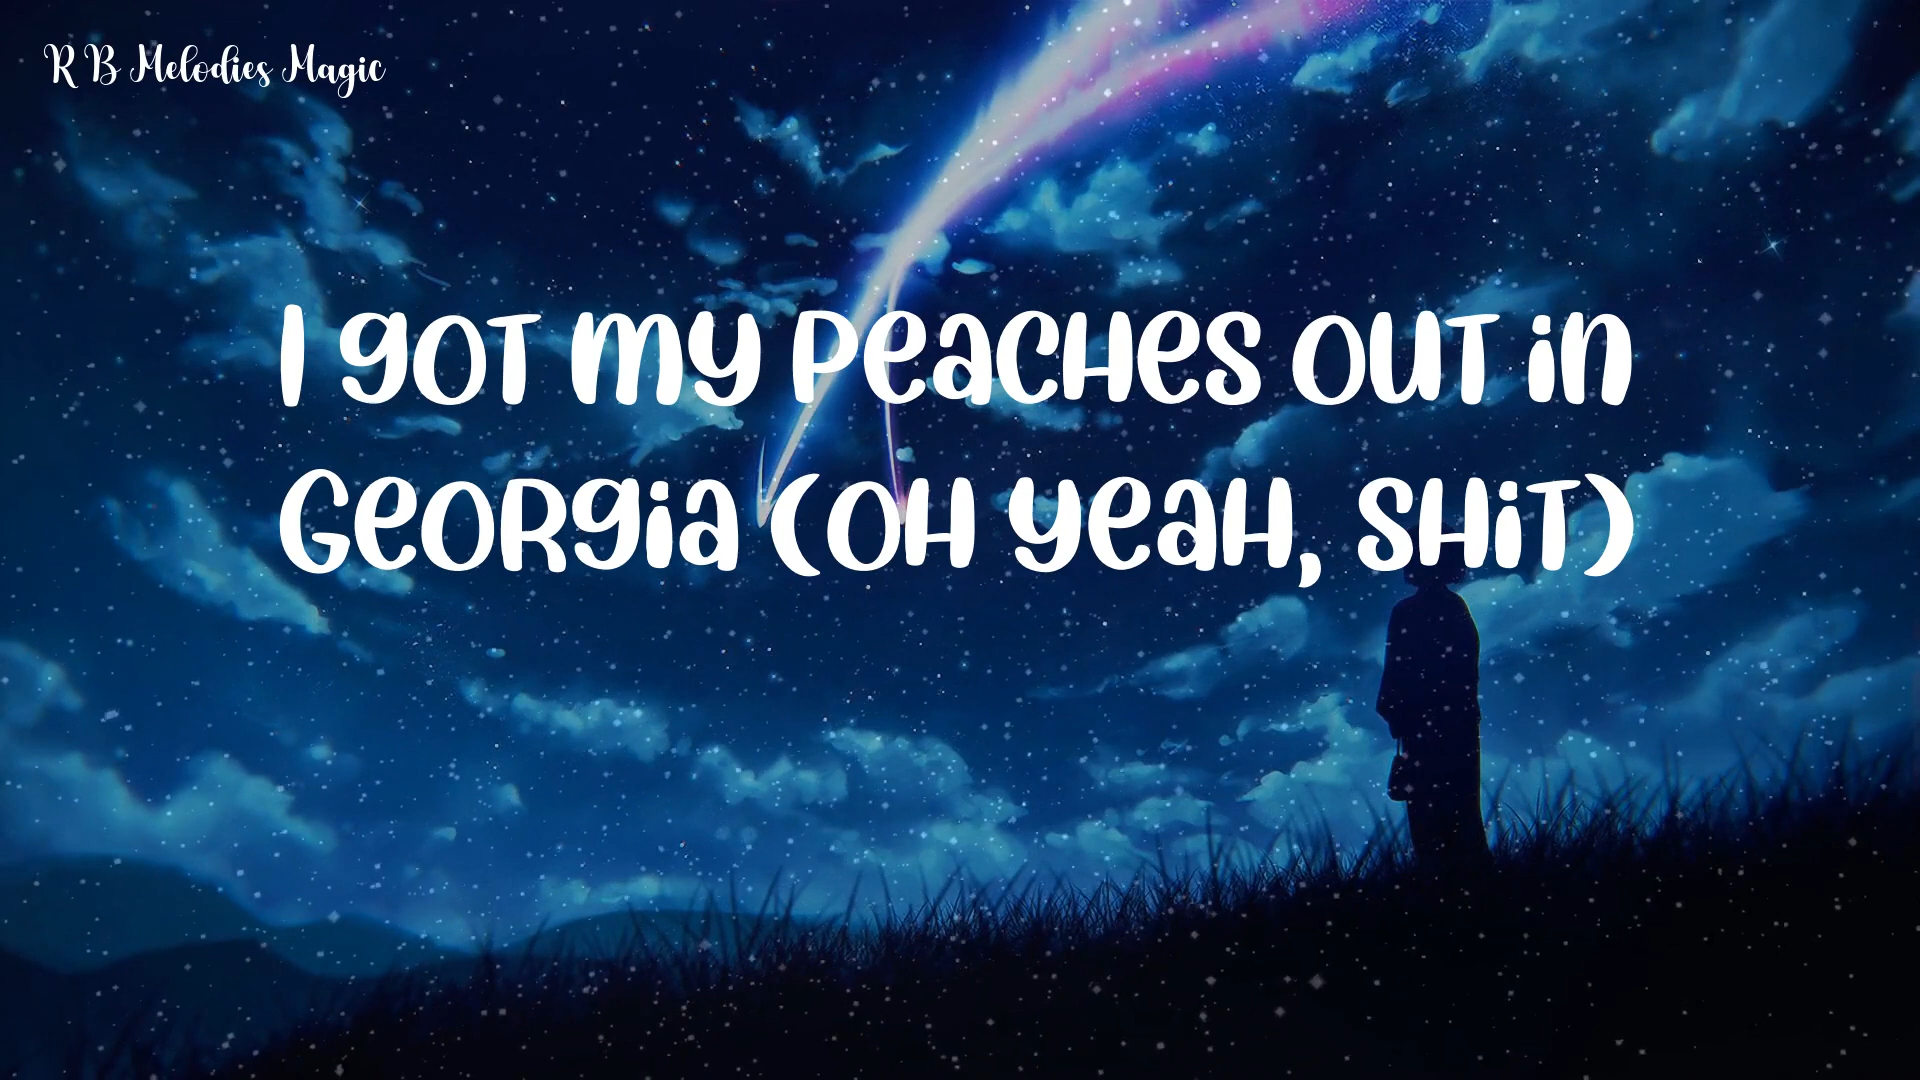 R B Melodies Magic
I got my peaches out in
Georgia (oh yeah, shit)